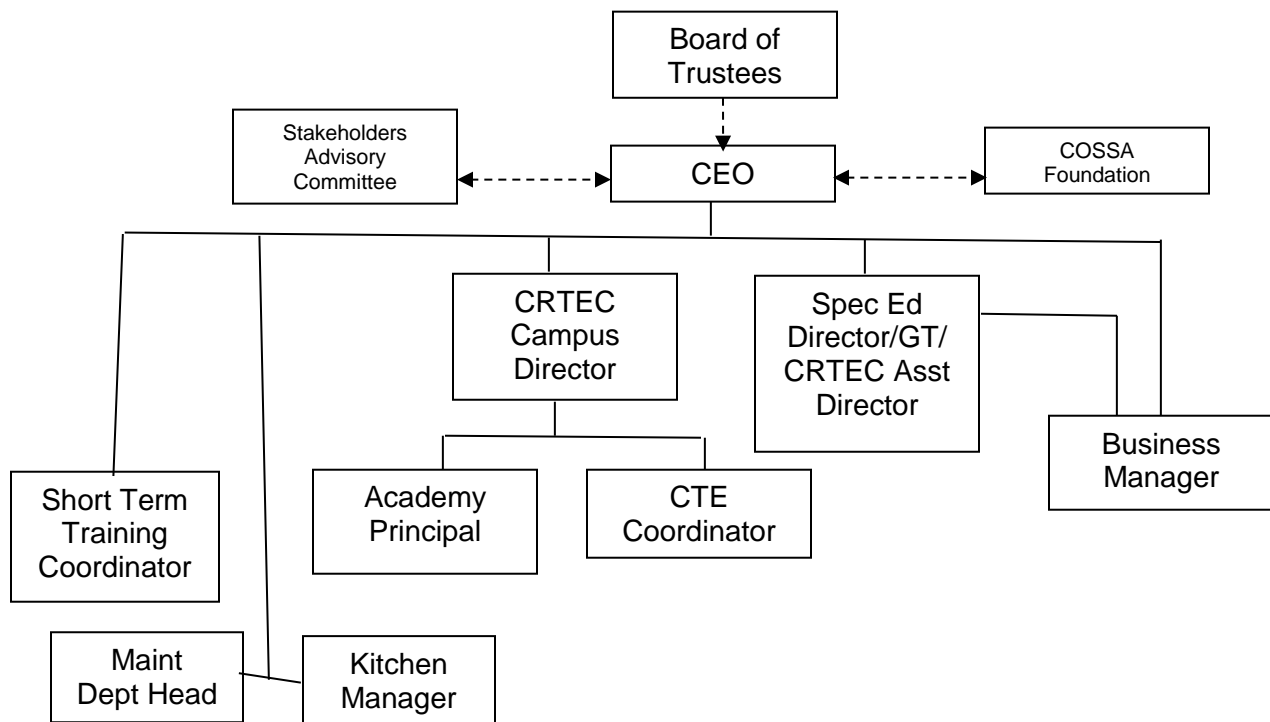 Board of
Trustees
Stakeholders
Advisory
Committee
CEO
COSSA
Foundation
CRTEC
Campus
Director
Spec Ed
Director/GT/
CRTEC Asst
Director
Business
Manager
Short Term
Training
Coordinator
Academy
Principal
CTE
Coordinator
Maint
Dept Head
Kitchen
Manager